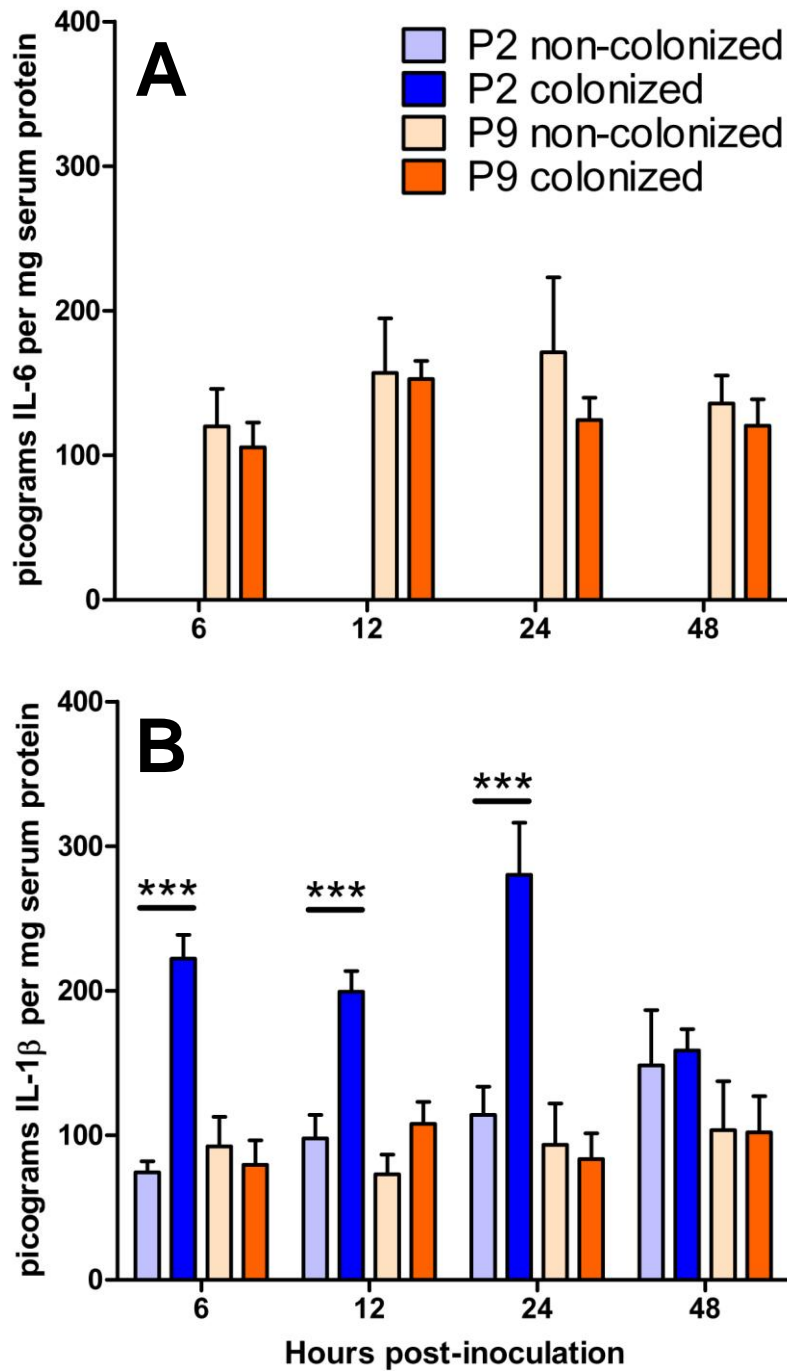 400
300
200
100
0
picograms IL-6 per mg serum protein
A
P2 non-colonized
P2 colonized
P9 non-colonized
P9 colonized
6 12 24 48
400
300
200
100
0
picograms IL-1β per mg serum protein
B
***
***
***
6 12 24 48
Hours post-inoculation